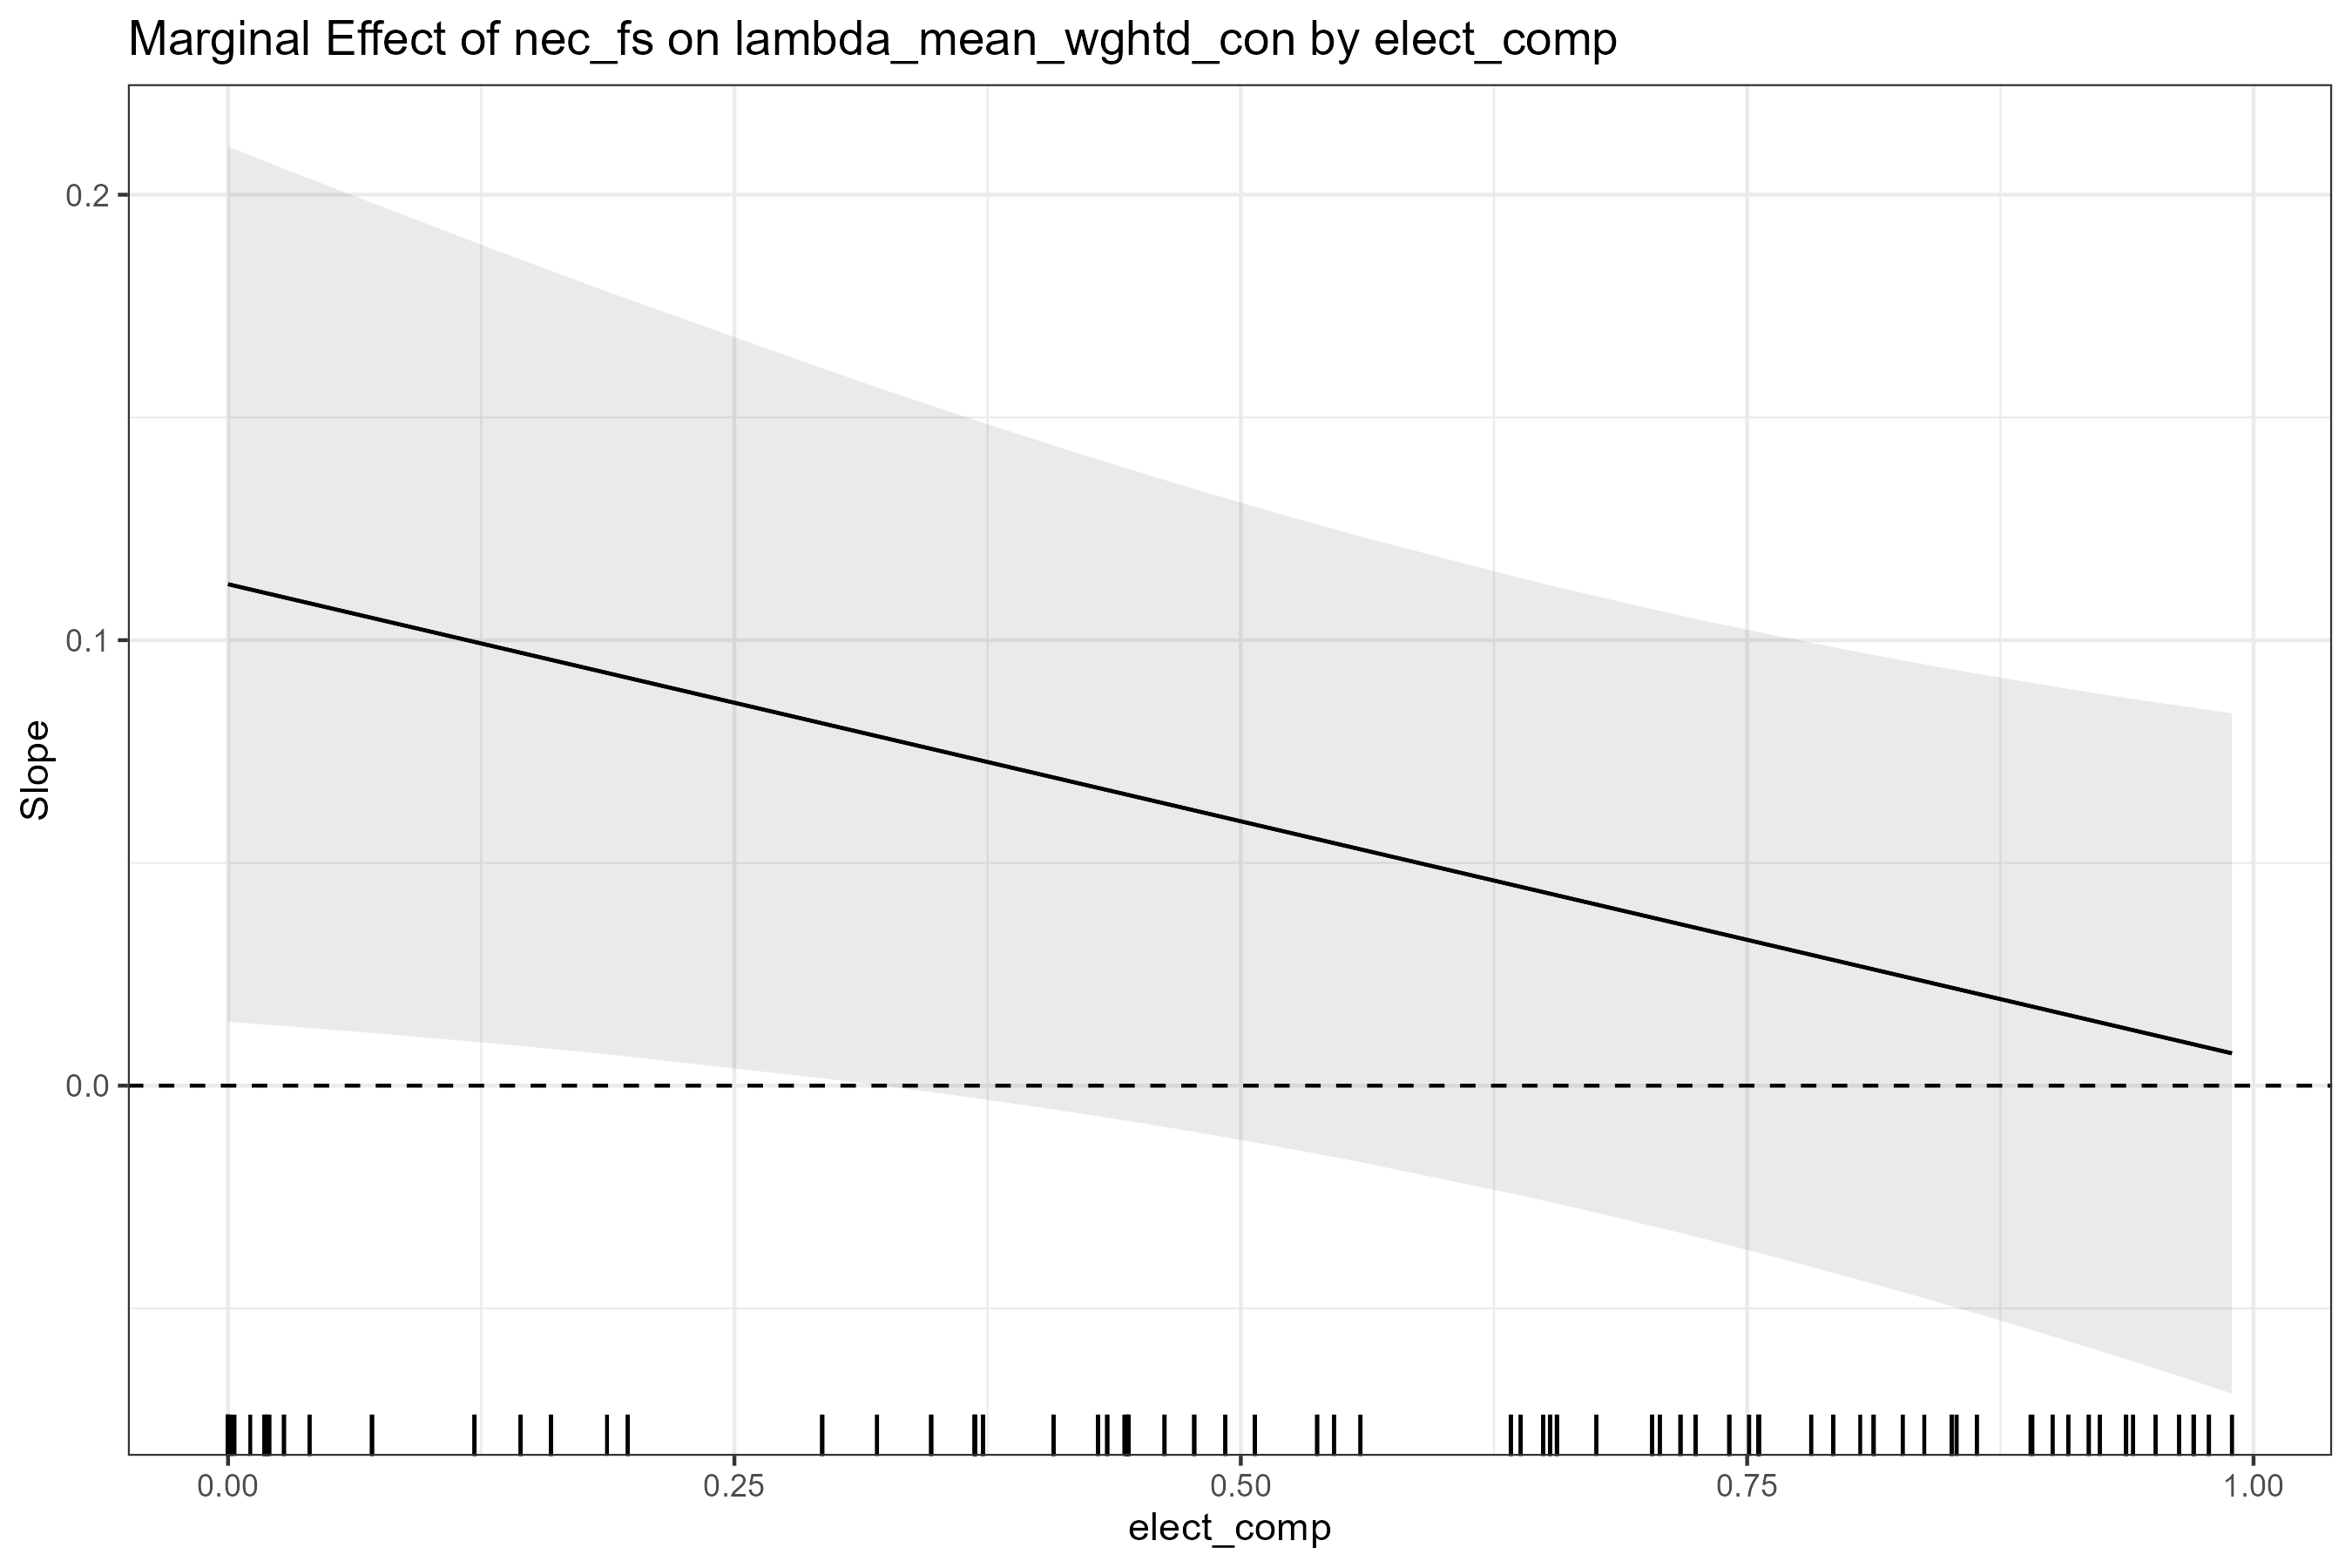 Marginal Effect of nec_fs on lambda_mean_wghtd_con by elect_comp
0.2
0.1
0.0
Slope
0.00 0.25 0.50 0.75 1.00
elect_comp